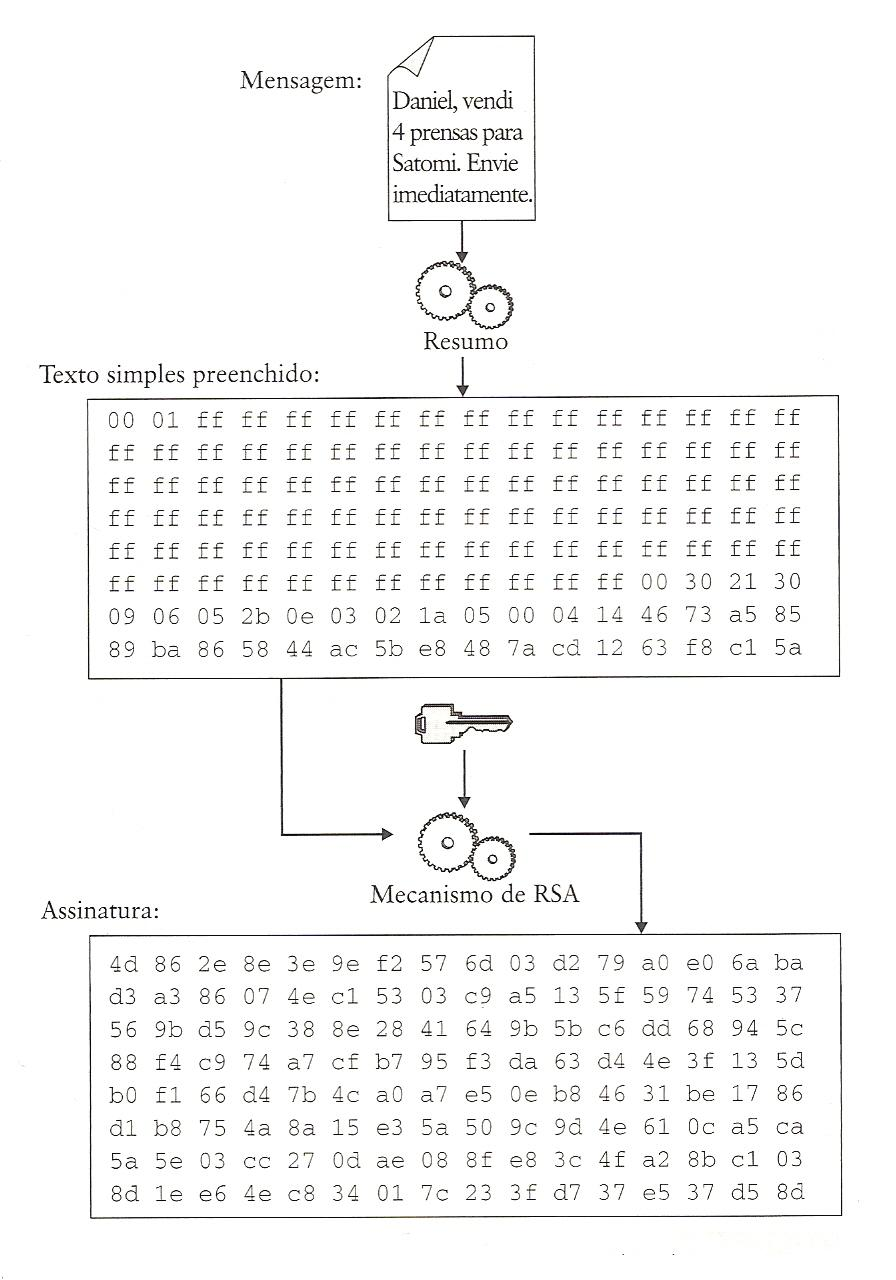 Mensagem:
Daniel, vendi
4 prensas para
Satomi. Envie
imediatamente.
Resumo
Texto simples preenchido:
00 01 ff ff ff ff ff ff ff ff ff ff ff ff ff ff
ff ff ff ff ff ff ff ff ff ff ff ff ff ff ff ff
ff ff ff ff ff ff ff ff ff ff ff ff ff ff ff ff
ff ff ff ff ff ff ff ff ff ff ff ff ff ff ff ff
ff ff ff ff ff ff ff ff ff ff ff ff ff ff ff ff
ff ff ff ff ff ff ff ff ff ff ff ff 00 30 21 30
09 06 05 2b 0e 03 02 1a 05 00 04 14 46 73 a5 85
89 ba 86 58 44 ac 5b e8 48 7a cd 12 63 f8 c1 5a
Mecanismo de RSA
Assinatura:
4d 86 2e 8e 3e 9e f2 57 6d 03 d2 79 a0 e0 6a ba
d3 a3 86 07 4e c1 53 03 c9 a5 13 5f 59 74 53 37
56 9b d5 9c 38 8e 28 41 64 9b 5b c6 dd 68 94 5c
88 f4 c9 74 a7 cf b7 95 f3 da 63 d4 4e 3f 13 5d
b0 f1 66 d4 7b 4c a0 a7 e5 0e b8 46 31 be 17 86
d1 b8 75 4a 8a 15 e3 5a 50 9c 9d 4e 61 0c a5 ca
5a 5e 03 cc 27 0d ae 08 8f e8 3c 4f a2 8b c1 03
8d 1e e6 4e c8 34 01 7c 23 3f d7 37 e5 37 d5 8d